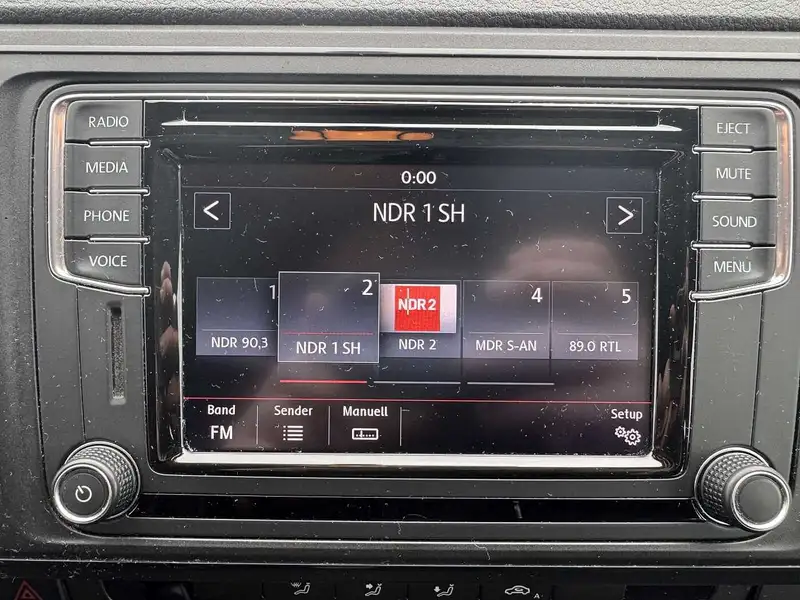 RADIO
MEDIA
PHONE
VOICE
EJECT
MUTE
SOUND
MENU
0:00
<
NDR 1 SH
>
1
NDR 90,3
2
NDR 1 SH
NDR 2
NDR 2
4
MDR S-AN
5
89.0 RTL
Band
FM
Sender
Manuell
Setup
A